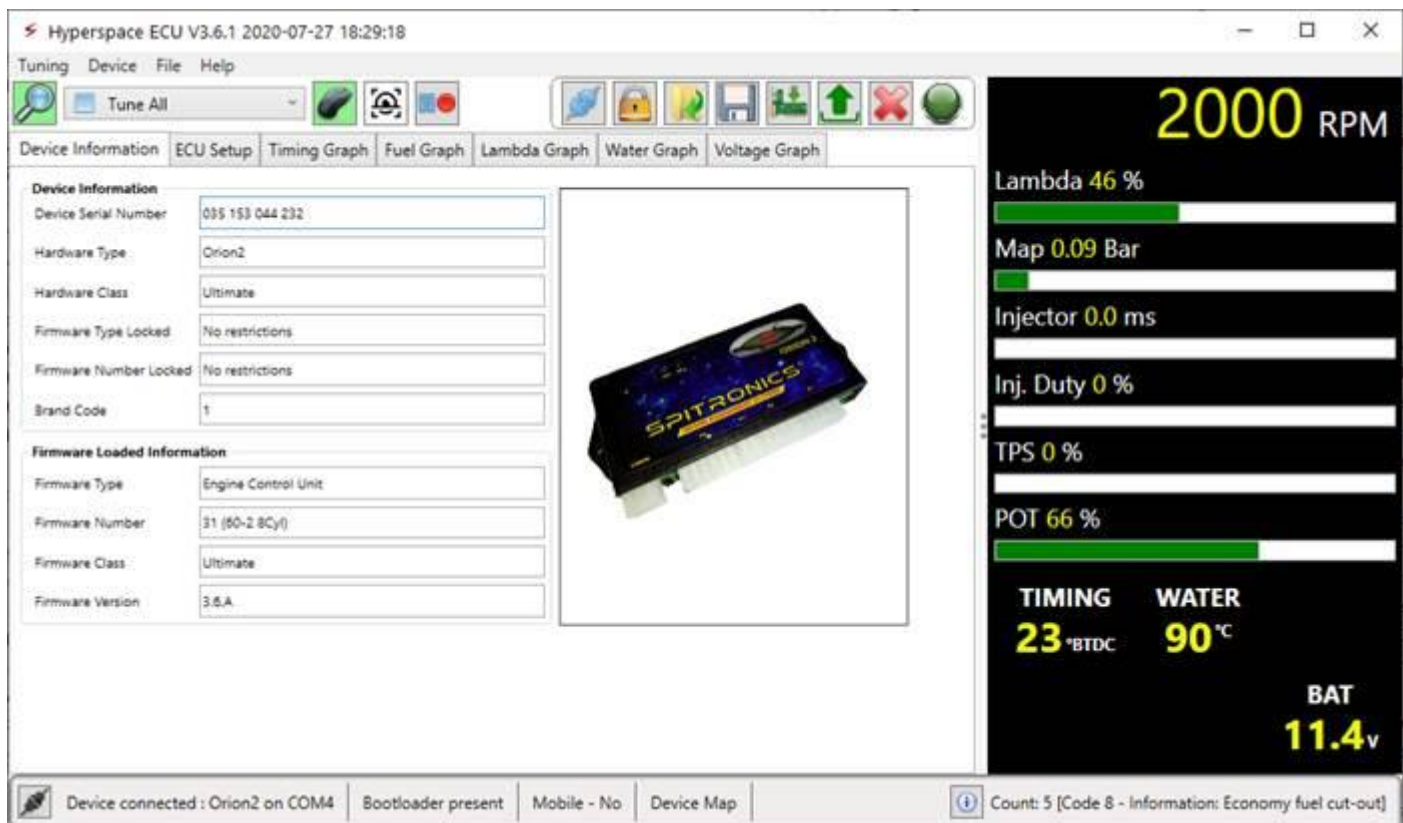 Hyperspace ECU V3.6.1 2020-07-27 18:29:18
Tuning Device File Help
Tune All
Device Information ECU Setup Timing Graph Fuel Graph Lambda Graph Water Graph Voltage Graph
Device Information
Device Serial Number 035 153 044 232
Hardware Type Orion2
Hardware Class Ultimate
Firmware Type Locked No restrictions
Firmware Number Locked No restrictions
Brand Code 1
Firmware Loaded Information
Firmware Type Engine Control Unit
Firmware Number 31 (60-2 8Cyl)
Firmware Class Ultimate
Firmware Version 3.6.A
SPITRONICS
2000 RPM
Lambda 46 %
Map 0.09 Bar
Injector 0.0 ms
Inj. Duty 0 %
TPS 0 %
POT 66 %
TIMING WATER
23 °BTDC 90 °C
BAT
11.4 v
Device connected : Orion2 on COM4 Bootloader present Mobile - No Device Map Count: 5 [Code 8 - Information: Economy fuel cut-out]